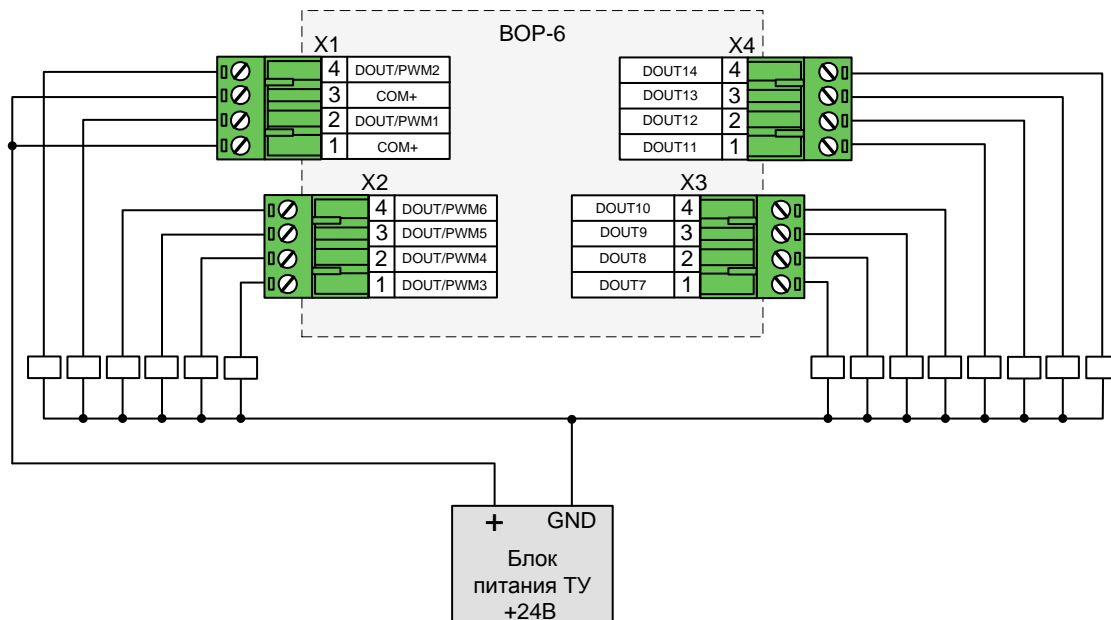 BOP-6
X1
4 DOUT/PWM2
3 COM+
2 DOUT/PWM1
1 COM+
X4
DOUT14 4
DOUT13 3
DOUT12 2
DOUT11 1
X2
4 DOUT/PWM6
3 DOUT/PWM5
2 DOUT/PWM4
1 DOUT/PWM3
X3
DOUT10 4
DOUT9 3
DOUT8 2
DOUT7 1
+ GND
Блок
питания ТУ
+24В